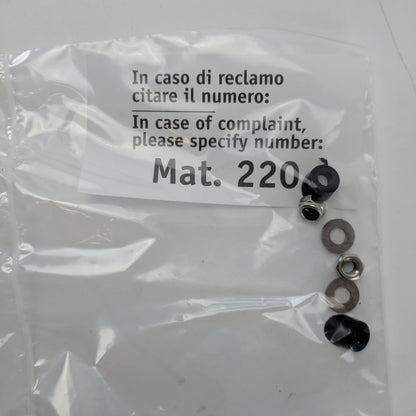 In caso di reclamo
citare il numero:
In case of complaint,
please specify number:
Mat. 220